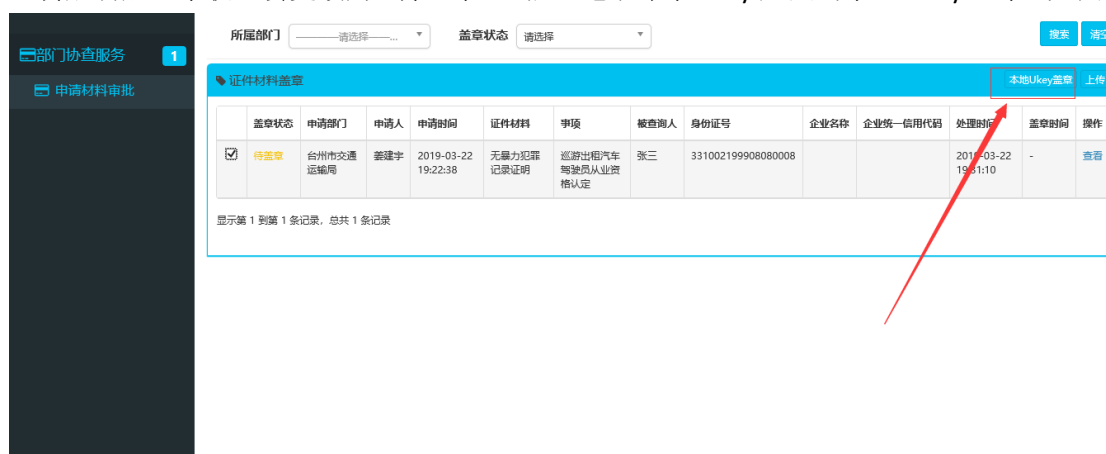 所属部门 ———请选择——...
盖章状态 请选择
搜索 清空
部门协查服务 1
申请材料审批
证件材料盖章
本地Ukey盖章 上传
盖章状态 申请部门 申请人 申请时间 证件材料 事项 被查询人 身份证号 企业名称 企业统一信用代码 处理时间 盖章时间 操作
待盖章 台州市交通 姜建宇 2019-03-22 无暴力犯罪 巡游出租汽车 张三 331002199908080008 2019-03-22 - 查看
运输局 19:22:38 记录证明 驾驶员从业资 19:31:10
格认定
显示第 1 到第 1 条记录，总共 1 条记录